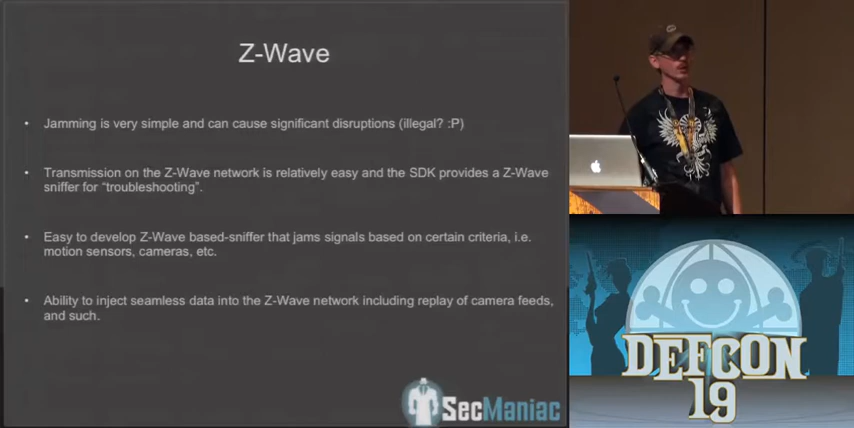 Z-Wave
• Jamming is very simple and can cause significant disruptions (illegal? :P)
• Transmission on the Z-Wave network is relatively easy and the SDK provides a Z-Wave
sniffer for “troubleshooting”.
• Easy to develop Z-Wave based-sniffer that jams signals based on certain criteria, i.e.
motion sensors, cameras, etc.
• Ability to inject seamless data into the Z-Wave network including replay of camera feeds,
and such.
SecManiac
DEFCON
19